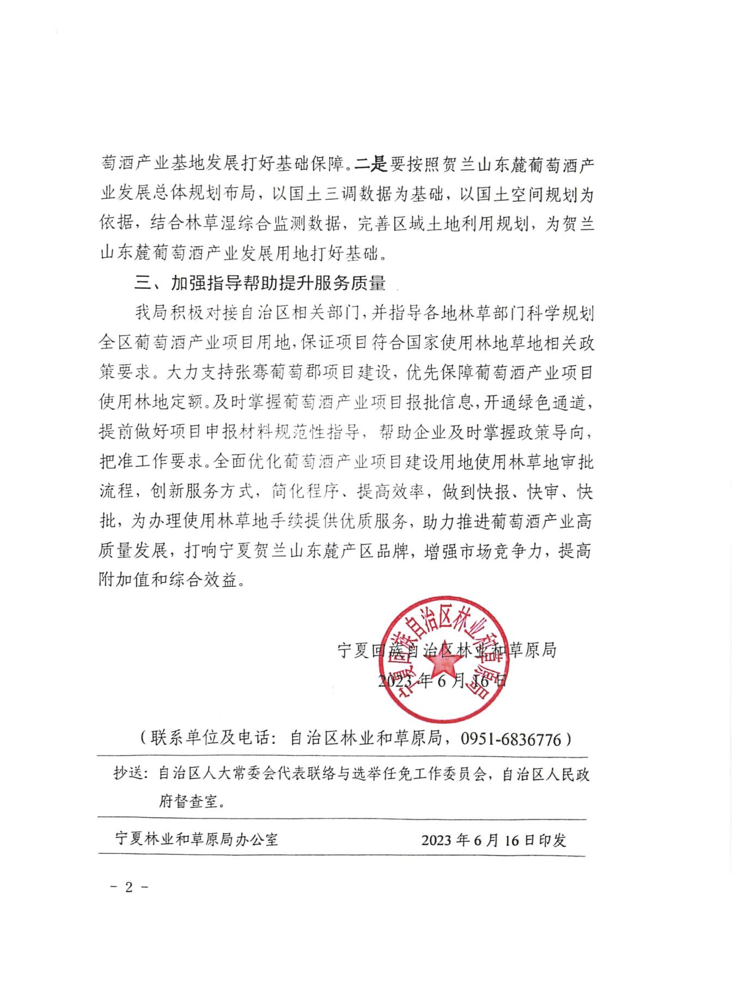 萄酒产业基地发展打好基础保障。二是要按照贺兰山东麓葡萄酒产
业发展总体规划布局，以国土三调数据为基础，以国土空间规划为
依据，结合林草湿综合监测数据，完善区域土地利用规划，为贺兰
山东麓葡萄酒产业发展用地打好基础。
三、加强指导帮助提升服务质量
我局积极对接自治区相关部门，并指导各地林草部门科学规划
全区葡萄酒产业项目用地，保证项目符合国家使用林地草地相关政
策要求。大力支持张骞葡萄郡项目建设，优先保障葡萄酒产业项目
使用林地定额。及时掌握葡萄酒产业项目报批信息，开通绿色通道，
提前做好项目申报材料规范性指导，帮助企业及时掌握政策导向，
把准工作要求。全面优化葡萄酒产业项目建设用地使用林草地审批
流程，创新服务方式，简化程序、提高效率，做到快报、快审、快
批，为办理使用林草地手续提供优质服务，助力推进葡萄酒产业高
质量发展，打响宁夏贺兰山东麓产区品牌，增强市场竞争力，提高
附加值和综合效益。
宁夏回族自治区林业和草原局
宁夏回族自治区林业和草原局
2023年6月16日
（联系单位及电话：自治区林业和草原局，0951-6836776）
抄送：自治区人大常委会代表联络与选举任免工作委员会，自治区人民政
府督查室。
宁夏林业和草原局办公室 2023年6月16日印发
- 2 -